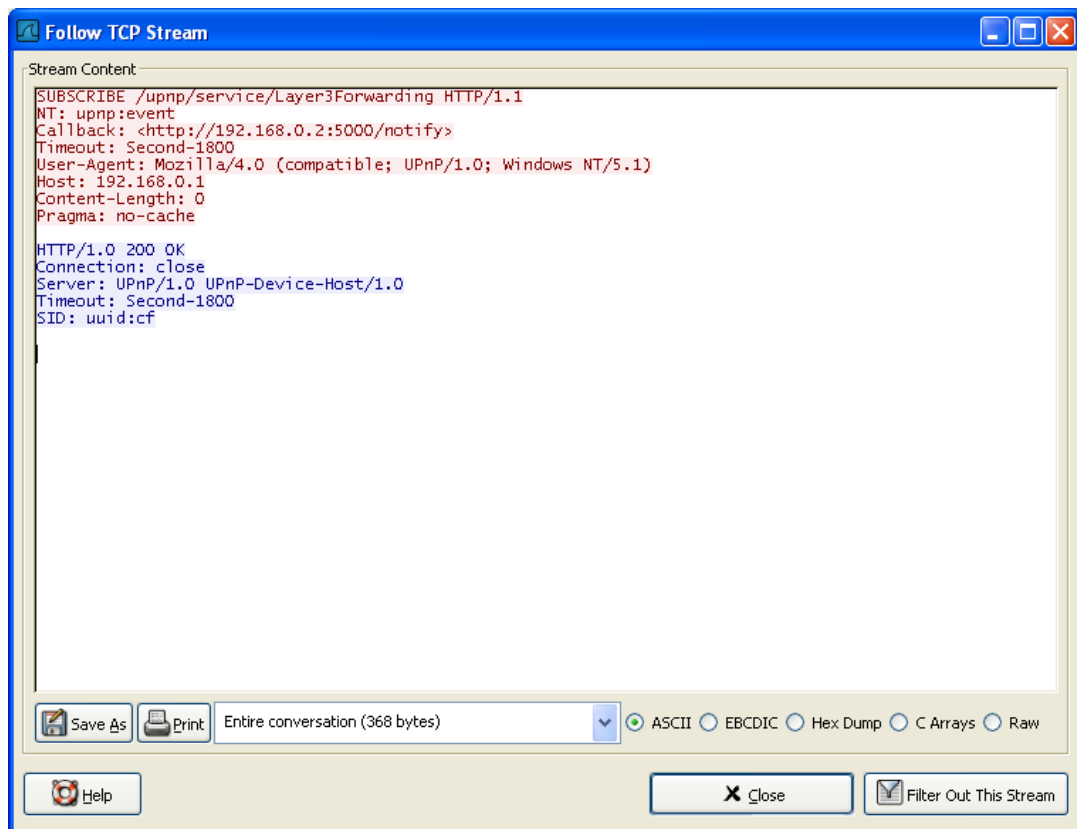 Follow TCP Stream
Stream Content
SUBSCRIBE /upnp/service/Layer3Forwarding HTTP/1.1
NT: upnp:event
Callback: <http://192.168.0.2:5000/notify>
Timeout: Second-1800
User-Agent: Mozilla/4.0 (compatible; UPnP/1.0; Windows NT/5.1)
Host: 192.168.0.1
Content-Length: 0
Pragma: no-cache
HTTP/1.0 200 OK
Connection: close
Server: UPnP/1.0 UPnP-Device-Host/1.0
Timeout: Second-1800
SID: uuid:cf
Save As Print Entire conversation (368 bytes) ASCII EBCDIC Hex Dump C Arrays Raw
Help Close Filter Out This Stream